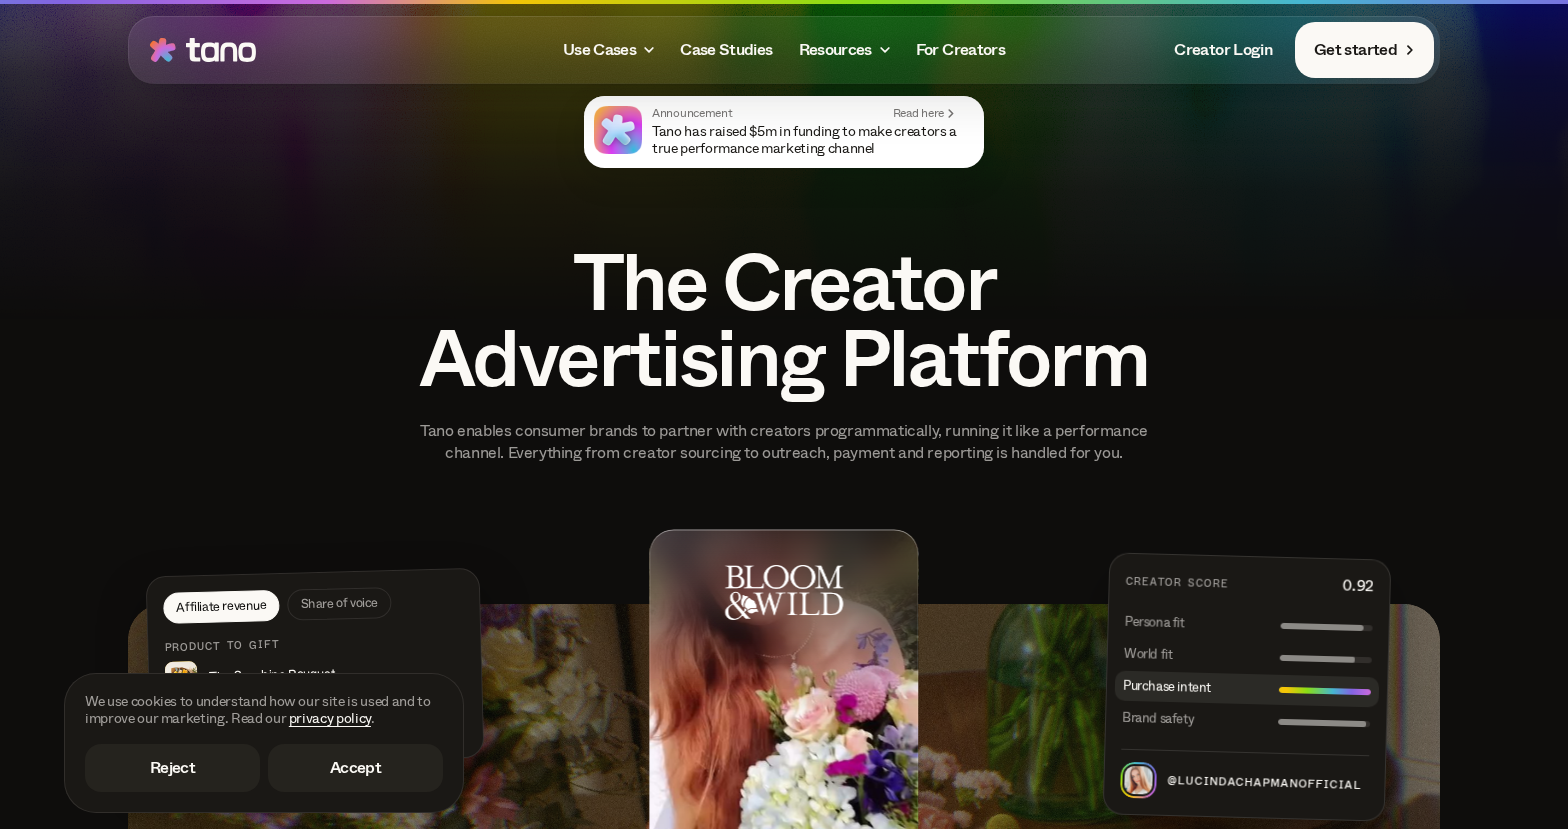 tano
Use Cases
Case Studies
Resources
For Creators
Creator Login
Get started
Announcement
Read here
Tano has raised $5m in funding to make creators a
true performance marketing channel
The Creator
Advertising Platform
Tano enables consumer brands to partner with creators programmatically, running it like a performance
channel. Everything from creator sourcing to outreach, payment and reporting is handled for you.
Affiliate revenue
Share of voice
PRODUCT TO GIFT
BLOOM
&WILD
CREATOR SCORE
0.92
Persona fit
World fit
Purchase intent
Brand safety
@LUCINDACHAPMANOFFICIAL
We use cookies to understand how our site is used and to
improve our marketing. Read our privacy policy.
Reject
Accept